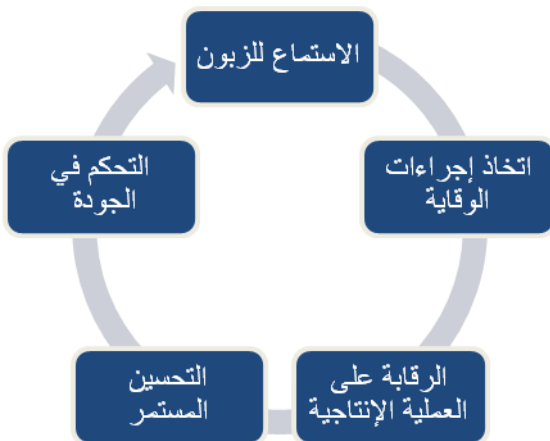 الاستماع للزبون
اتخاذ إجراءات
الوقاية
الرقابة على
العملية الإنتاجية
التحسين
المستمر
التحكم في
الجودة